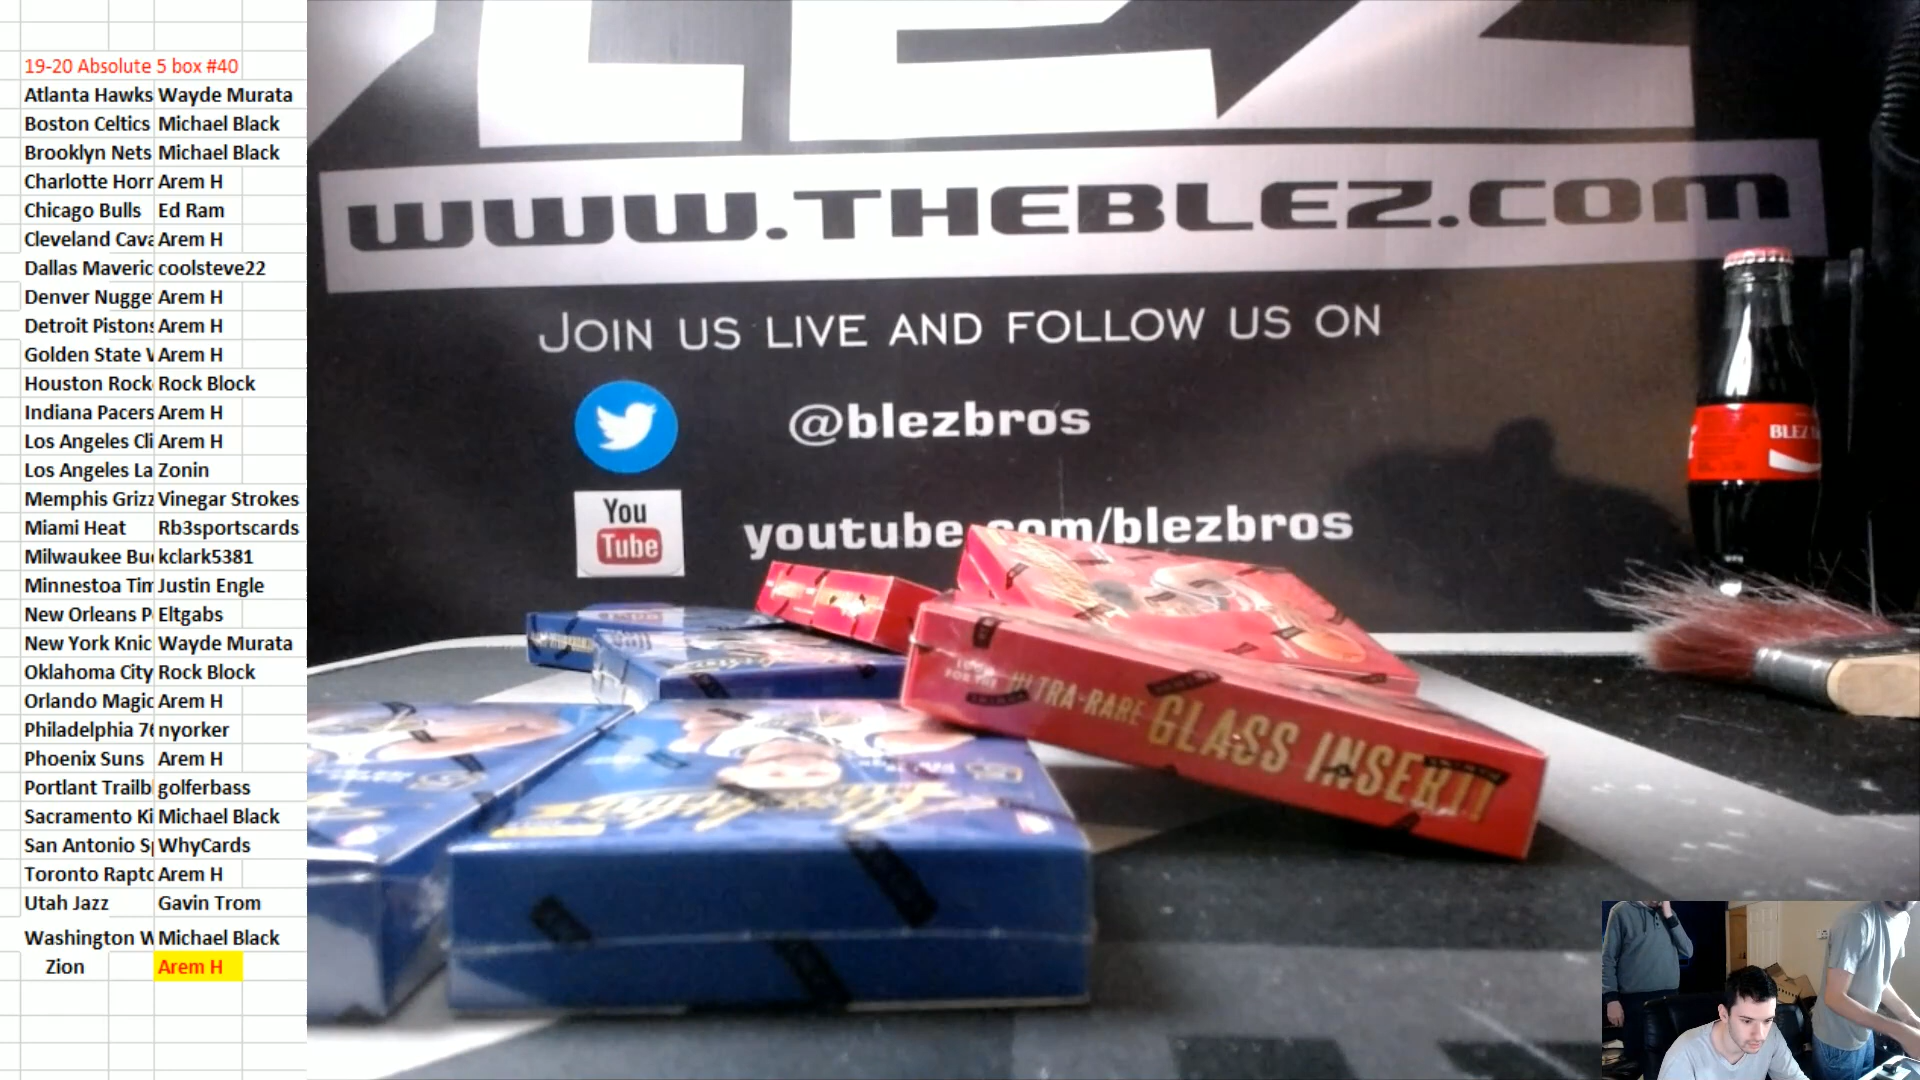 19-20 Absolute 5 box #40
Atlanta Hawks Wayde Murata
Boston Celtics Michael Black
Brooklyn Nets Michael Black
Charlotte Horr Arem H
Chicago Bulls Ed Ram
Cleveland Cava Arem H
Dallas Maveric coolsteve22
Denver Nugge Arem H
Detroit Pistons Arem H
Golden State Arem H
Houston Rock Rock Block
Indiana Pacers Arem H
Los Angeles Cli Arem H
Los Angeles La Zonin
Memphis Grizz Vinegar Strokes
Miami Heat Rb3sportscards
Milwaukee Bu kclark5381
Minnestoa Tim Justin Engle
New Orleans P Eltgabs
New York Knic Wayde Murata
Oklahoma City Rock Block
Orlando Magic Arem H
Philadelphia 76 nyorker
Phoenix Suns Arem H
Portlant Trailb golferbass
Sacramento Ki Michael Black
San Antonio Sp WhyCards
Toronto Rapto Arem H
Utah Jazz Gavin Trom
Washington W Michael Black
Zion Arem H
WWW.THEBLEZ.COM
JOIN US LIVE AND FOLLOW US ON
@blezbros
You
Tube
youtube.com/blezbros
BLEZ
FOR THE ULTRA-RARE GLASS INSERT!